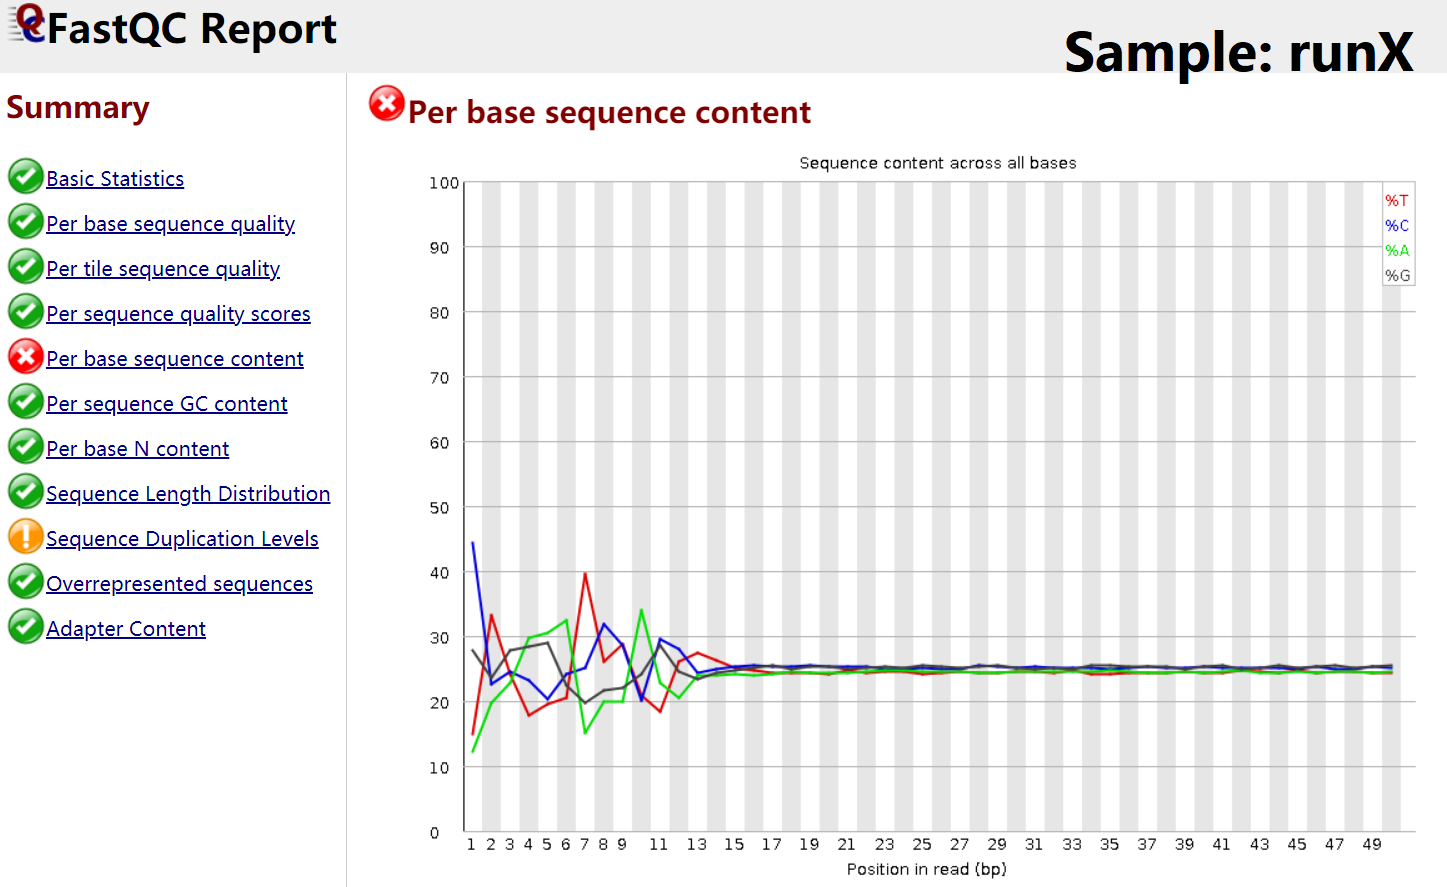 FastQC Report
Sample: runX
Summary
Basic Statistics
Per base sequence quality
Per tile sequence quality
Per sequence quality scores
Per base sequence content
Per sequence GC content
Per base N content
Sequence Length Distribution
Sequence Duplication Levels
Overrepresented sequences
Adapter Content
Per base sequence content
Sequence content across all bases
100
90
80
70
60
50
40
30
20
10
0
%T
%C
%A
%G
1 2 3 4 5 6 7 8 9 11 13 15 17 19 21 23 25 27 29 31 33 35 37 39 41 43 45 47 49
Position in read (bp)